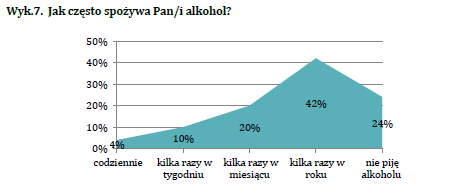 Wyk.7. Jak często spożywa Pan/i alkohol?
50%
40%
30%
20%
10%
0%
4%
10%
20%
42%
24%
codziennie
kilka razy w
tygodniu
kilka razy w
miesiącu
kilka razy w
roku
nie piję
alkoholu